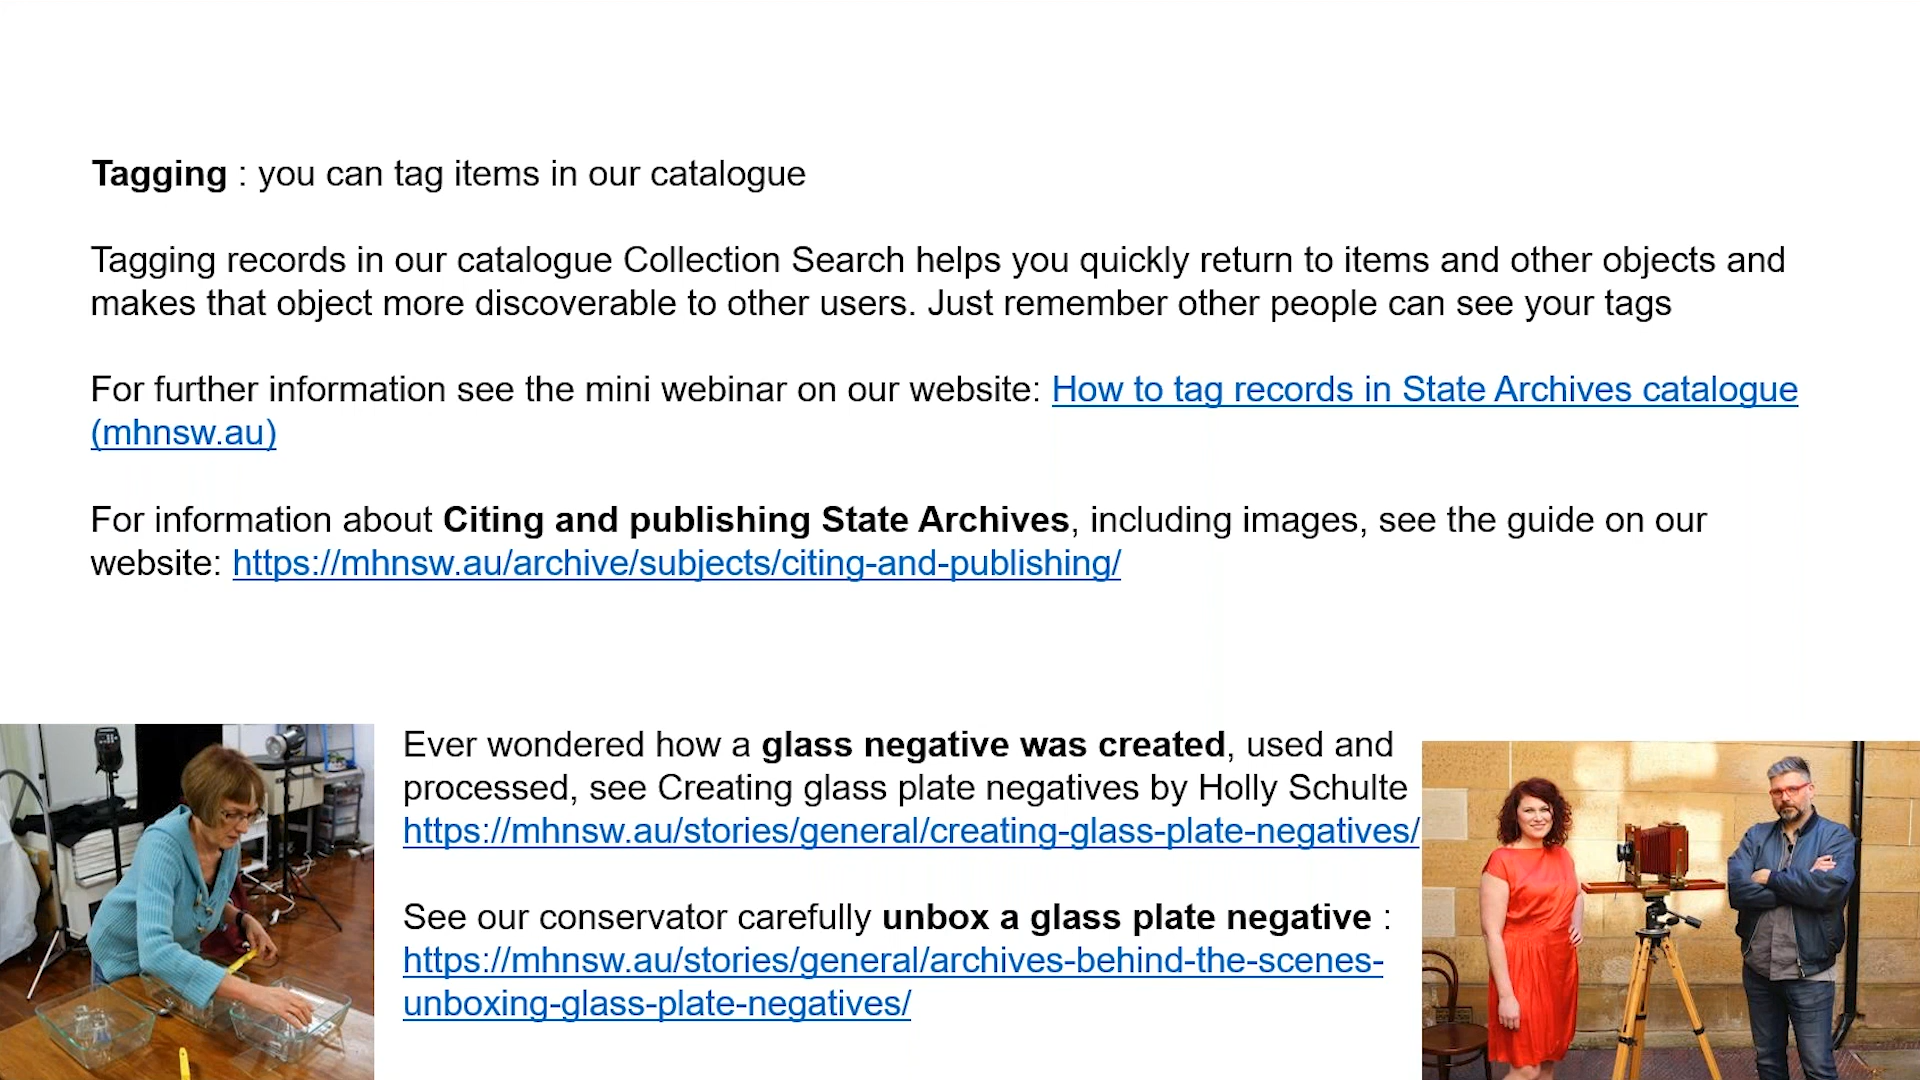 Tagging : you can tag items in our catalogue
Tagging records in our catalogue Collection Search helps you quickly return to items and other objects and
makes that object more discoverable to other users. Just remember other people can see your tags
For further information see the mini webinar on our website: How to tag records in State Archives catalogue
(mhnsw.au)
For information about Citing and publishing State Archives, including images, see the guide on our
website: https://mhnsw.au/archive/subjects/citing-and-publishing/
Ever wondered how a glass negative was created, used and
processed, see Creating glass plate negatives by Holly Schulte
https://mhnsw.au/stories/general/creating-glass-plate-negatives/
See our conservator carefully unbox a glass plate negative :
https://mhnsw.au/stories/general/archives-behind-the-scenes-
unboxing-glass-plate-negatives/